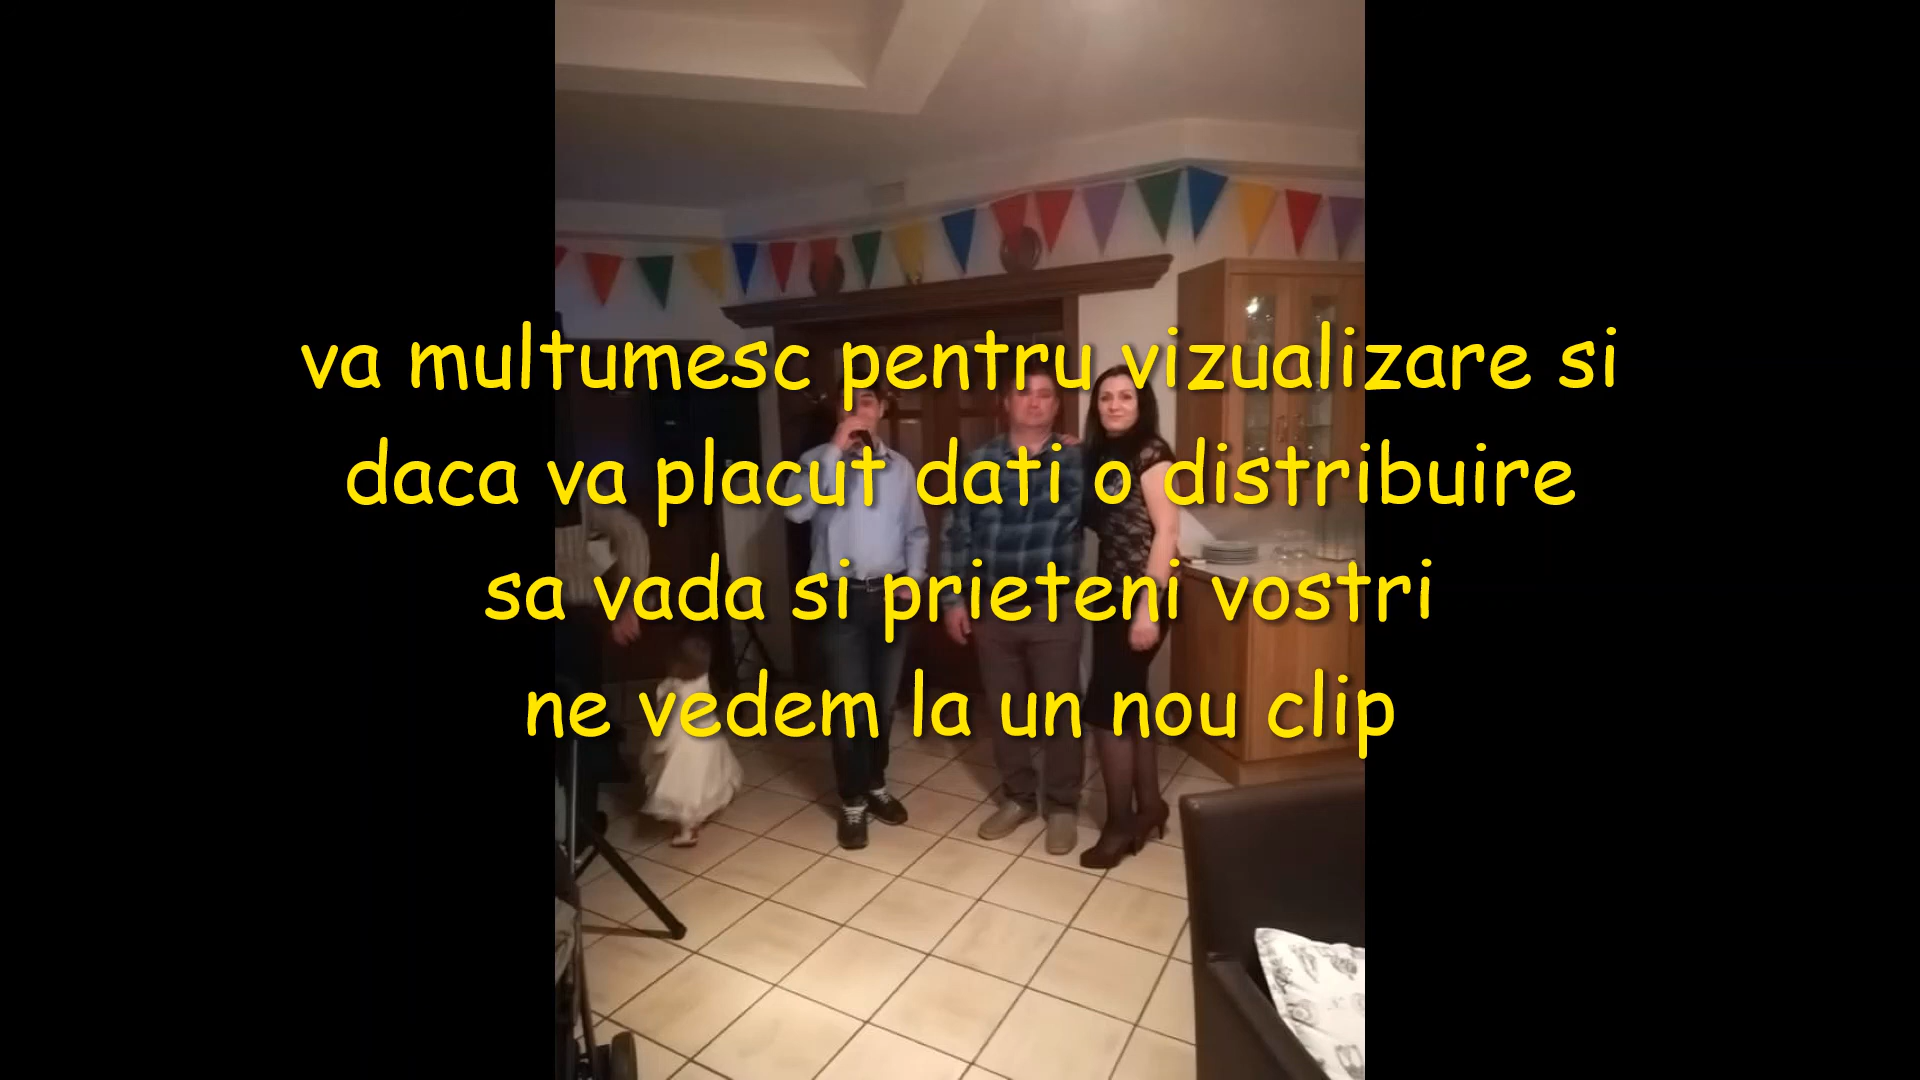 va multumesc pentru vizualizare si
daca va placut dati o distribuire
sa vada si prieteni vostri
ne vedem la un nou clip